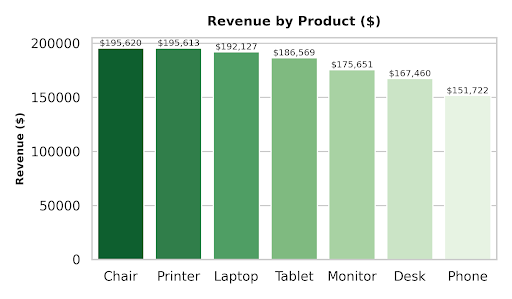 Revenue by Product ($)
Revenue ($)
200000
150000
100000
50000
0
$195,620 $195,613 $192,127 $186,569 $175,651 $167,460 $151,722
Chair Printer Laptop Tablet Monitor Desk Phone